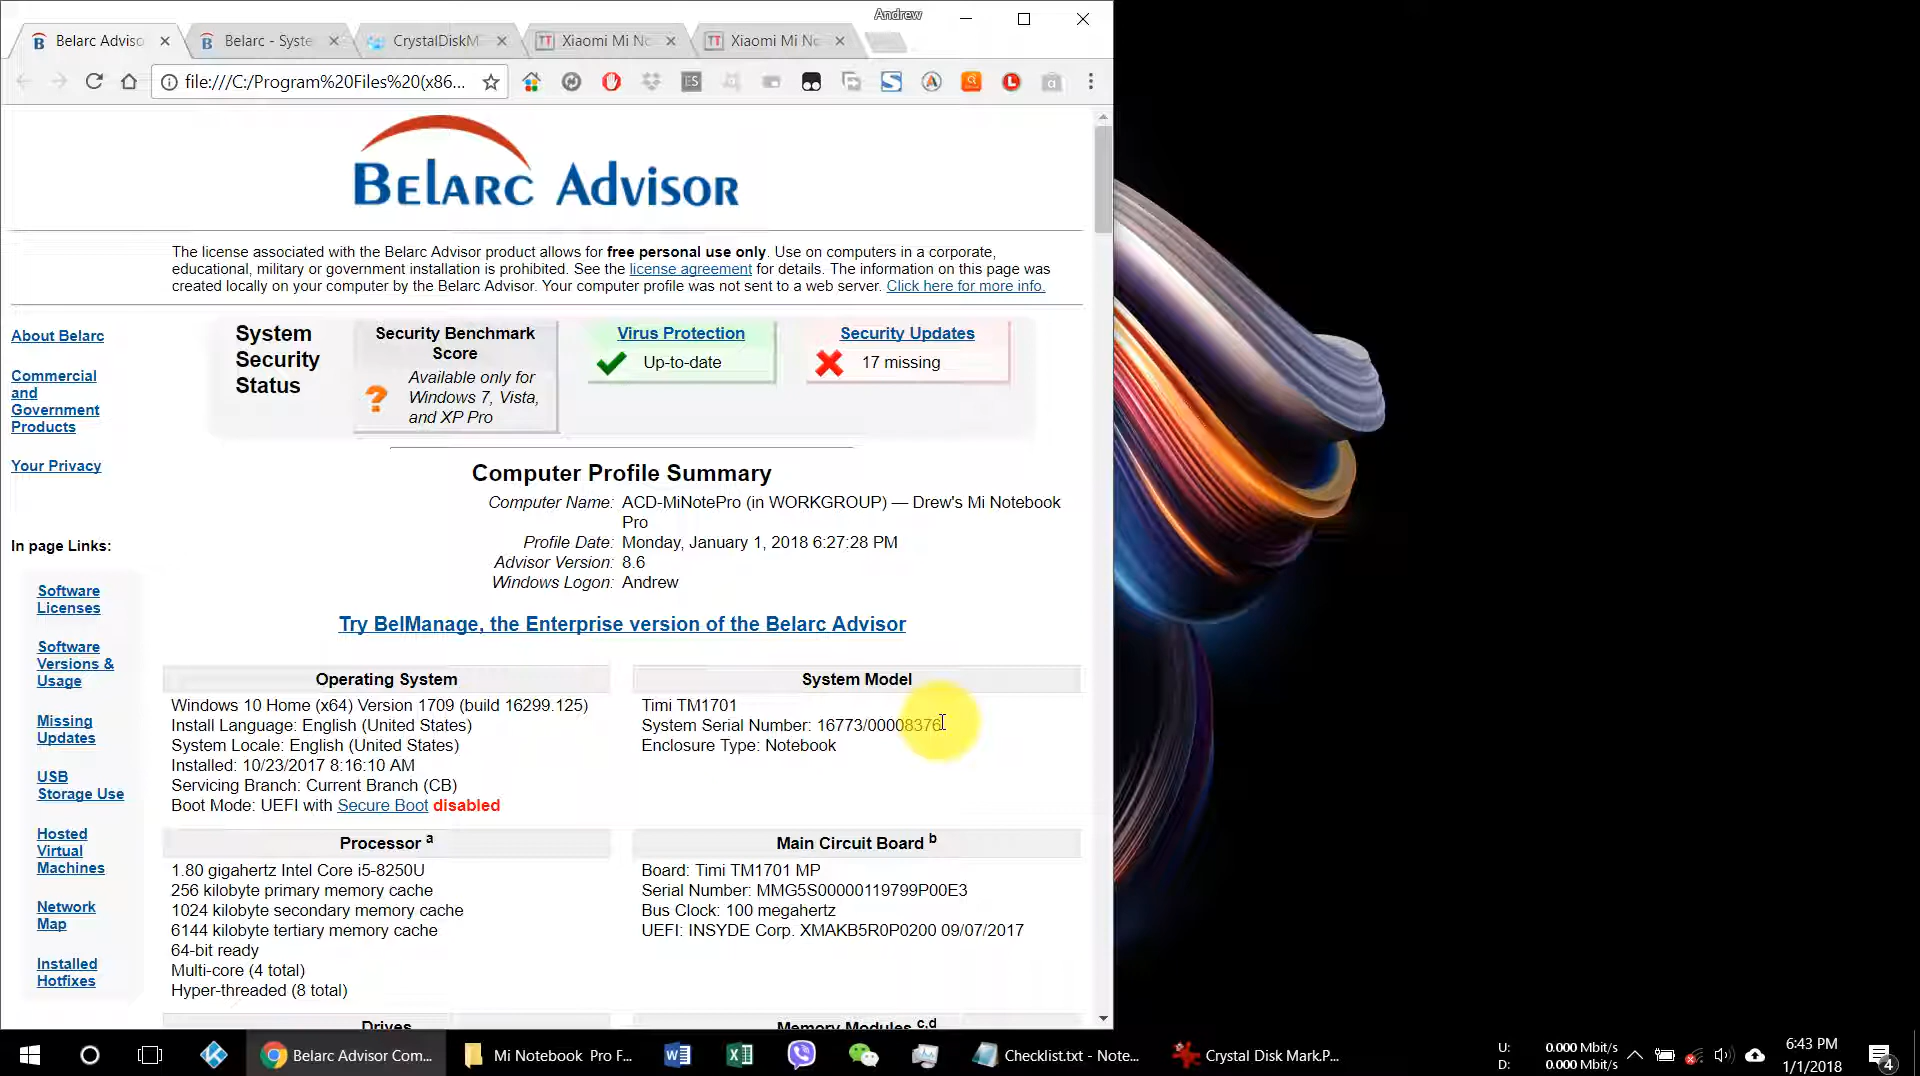 Andrew
Belarc Adviso
Belarc - Syste
CrystalDiskM
Xiaomi Mi No
Xiaomi Mi No
file:///C:/Program%20Files%20(x86...
BELARC ADVISOR
The license associated with the Belarc Advisor product allows for free personal use only. Use on computers in a corporate,
educational, military or government installation is prohibited. See the license agreement for details. The information on this page was
created locally on your computer by the Belarc Advisor. Your computer profile was not sent to a web server. Click here for more info.
About Belarc
Commercial
and
Government
Products
Your Privacy
In page Links:
Software
Licenses
Software
Versions &
Usage
Missing
Updates
USB
Storage Use
Hosted
Virtual
Machines
Network
Map
Installed
Hotfixes
System
Security
Status
Security Benchmark
Score
Available only for
Windows 7, Vista,
and XP Pro
Virus Protection
Up-to-date
Security Updates
17 missing
Computer Profile Summary
Computer Name: ACD-MiNotePro (in WORKGROUP) — Drew's Mi Notebook
Pro
Profile Date: Monday, January 1, 2018 6:27:28 PM
Advisor Version: 8.6
Windows Logon: Andrew
Try BelManage, the Enterprise version of the Belarc Advisor
Operating System
Windows 10 Home (x64) Version 1709 (build 16299.125)
Install Language: English (United States)
System Locale: English (United States)
Installed: 10/23/2017 8:16:10 AM
Servicing Branch: Current Branch (CB)
Boot Mode: UEFI with Secure Boot disabled
System Model
Timi TM1701
System Serial Number: 16773/00008376
Enclosure Type: Notebook
Processor a
1.80 gigahertz Intel Core i5-8250U
256 kilobyte primary memory cache
1024 kilobyte secondary memory cache
6144 kilobyte tertiary memory cache
64-bit ready
Multi-core (4 total)
Hyper-threaded (8 total)
Main Circuit Board b
Board: Timi TM1701 MP
Serial Number: MMG5S00000119799P00E3
Bus Clock: 100 megahertz
UEFI: INSYDE Corp. XMAKB5R0P0200 09/07/2017
Drives
Memory Modules c,d
Belarc Advisor Com...
Mi Notebook Pro F...
Checklist.txt - Note...
Crystal Disk Mark.P...
U: 0.000 Mbit/s
D: 0.000 Mbit/s
6:43 PM
1/1/2018
4